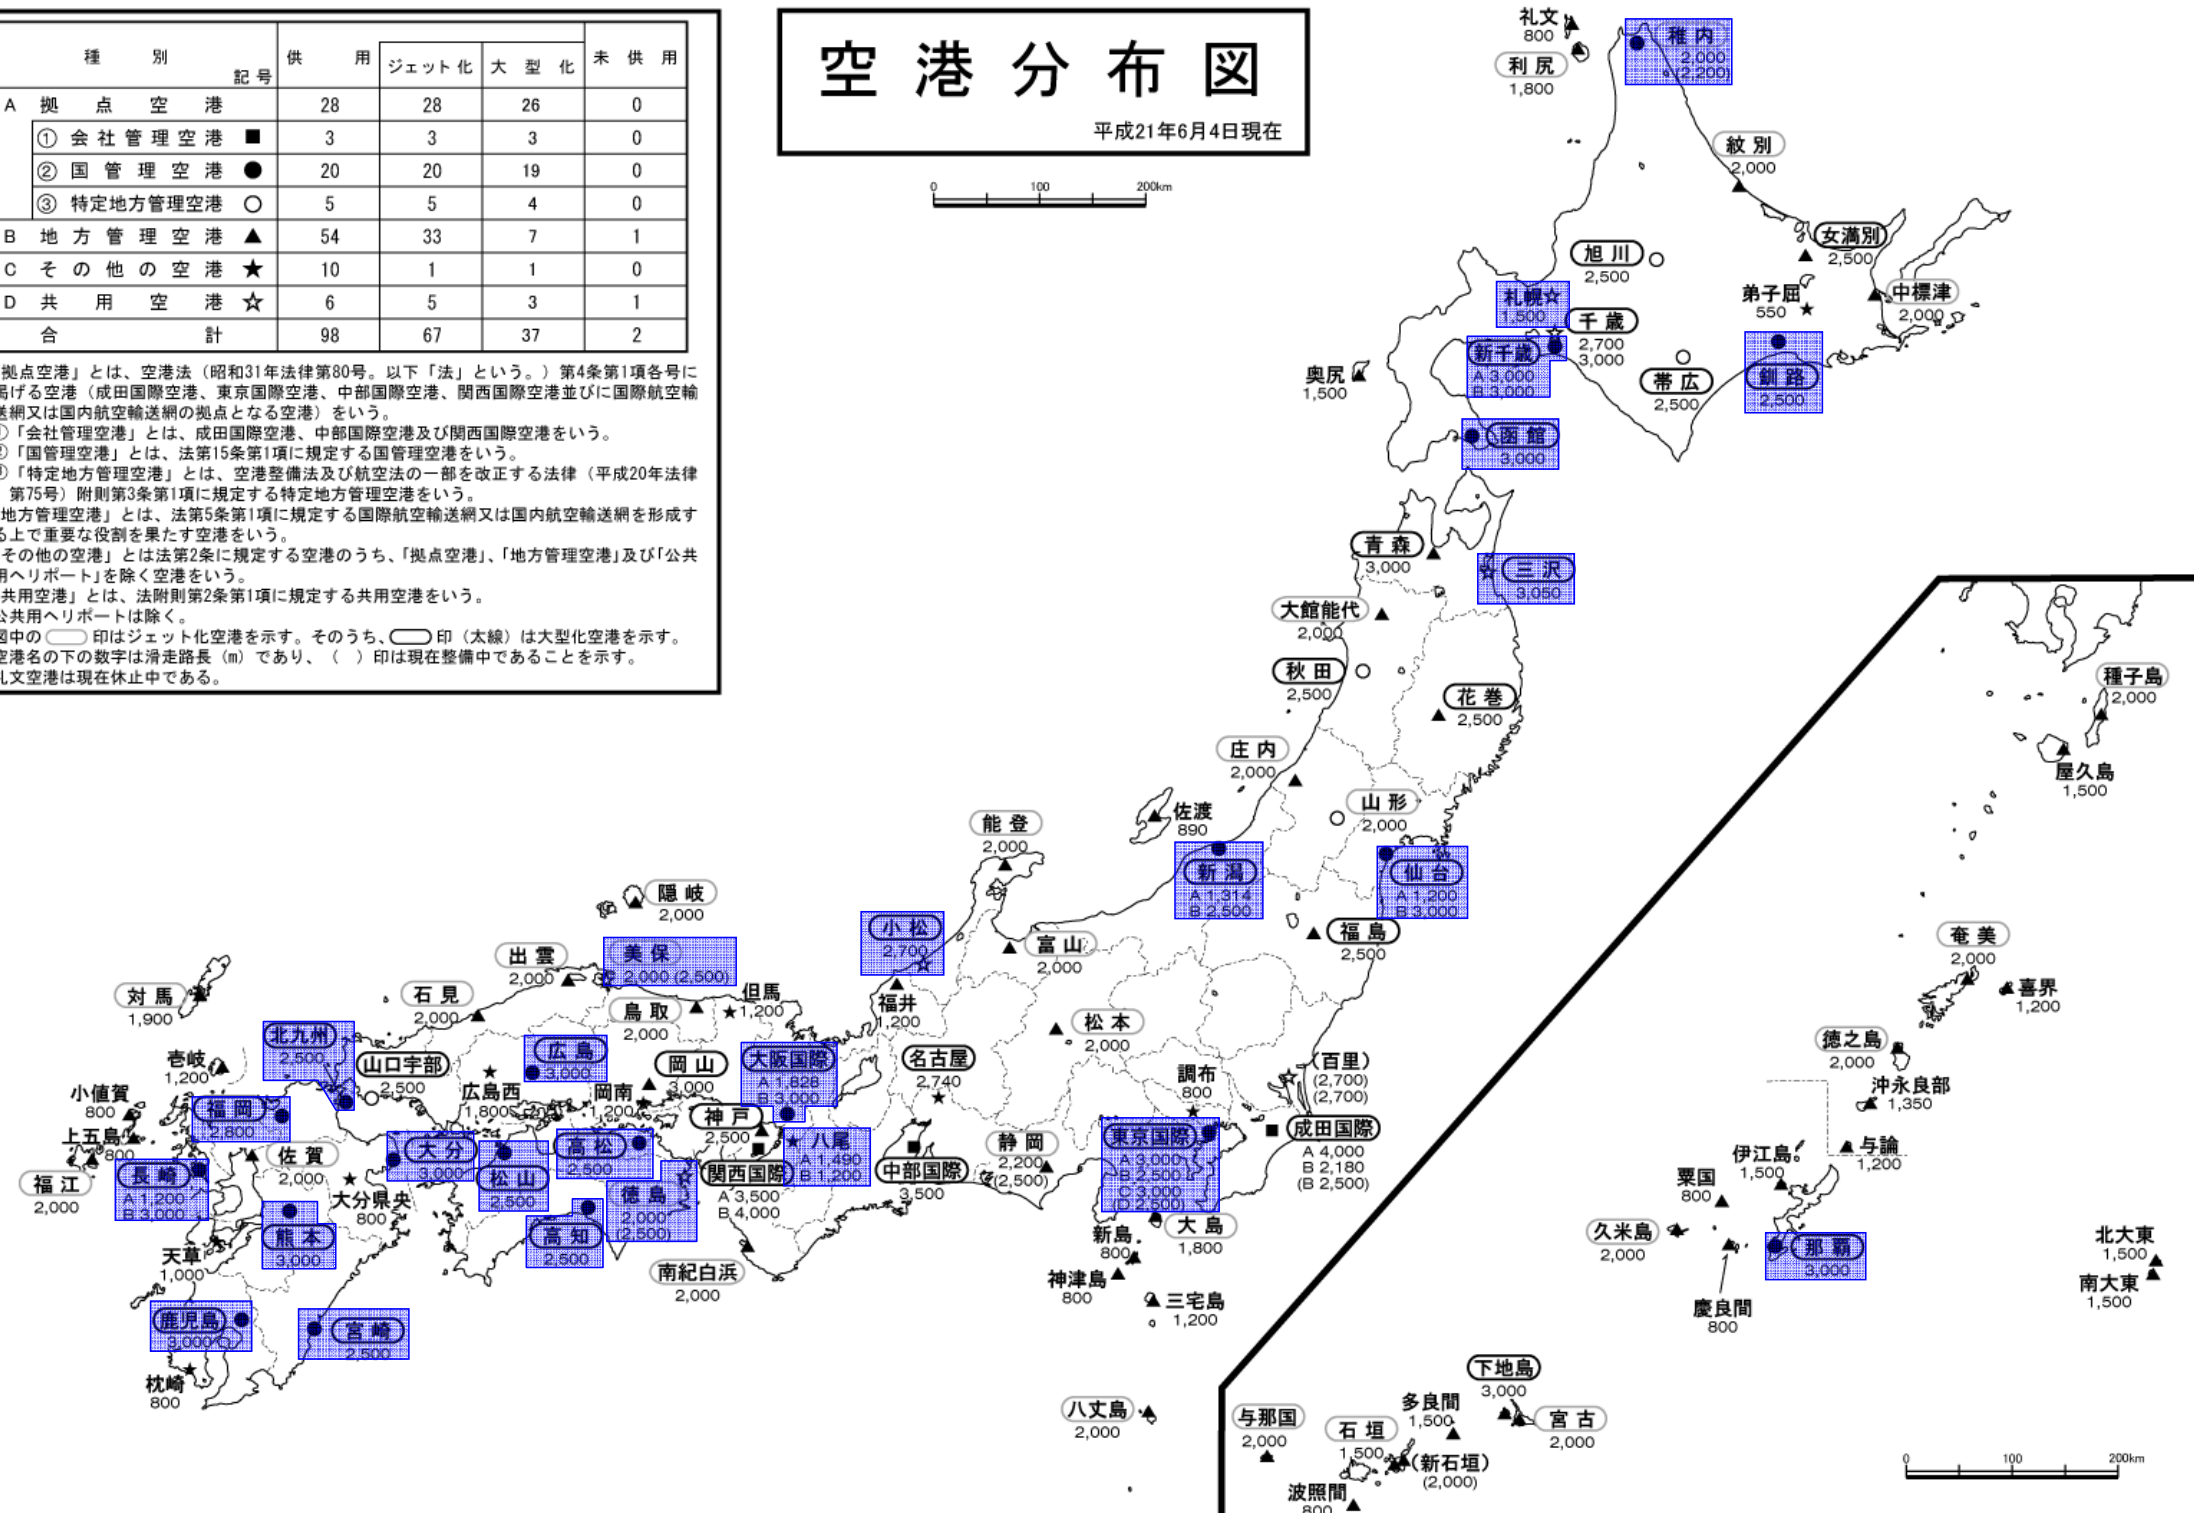 空港分布図
平成21年6月4日現在
0 100 200km
種 別 記号 供 用 ジェット化 大型化 未供用
A 拠点空港 28 28 26 0
① 会社管理空港 ■ 3 3 3 0
② 国管理空港 ● 20 20 19 0
③ 特定地方管理空港 ○ 5 5 4 0
B 地方管理空港 ▲ 54 33 7 1
C その他の空港 ★ 10 1 1 0
D 共用空港 ☆ 6 5 3 1
合 計 98 67 37 2
拠点空港」とは、空港法（昭和31年法律第80号。以下「法」という。）第4条第1項各号に
掲げる空港（成田国際空港、東京国際空港、中部国際空港、関西国際空港並びに国際航空輸
送網又は国内航空輸送網の拠点となる空港）をいう。
「会社管理空港」とは、成田国際空港、中部国際空港及び関西国際空港をいう。
「国管理空港」とは、法第15条第1項に規定する国管理空港をいう。
「特定地方管理空港」とは、空港整備法及び航空法の一部を改正する法律（平成20年法律
第75号）附則第3条第1項に規定する特定地方管理空港をいう。
地方管理空港」とは、法第5条第1項に規定する国際航空輸送網又は国内航空輸送網を形成す
る上で重要な役割を果たす空港をいう。
その他の空港」とは法第2条に規定する空港のうち、「拠点空港」、「地方管理空港」及び「公共
用ヘリポート」を除く空港をいう。
共用空港」とは、法附則第2条第1項に規定する共用空港をいう。
公共用ヘリポートは除く。
図中の 印はジェット化空港を示す。そのうち、 印（太線）は大型化空港を示す。
空港名の下の数字は滑走路長（m）であり、（ ）印は現在整備中であることを示す。
礼文空港は現在休止中である。
礼文
800
利尻
1,800
稚内
2,000
(2,200)
紋別
2,000
女満別
2,500
旭川
2,500
弟子屈
550
中標津
2,000
札幌☆
1,500
千歳
2,700
3,000
新千歳
A 3,000
B 3,000
帯広
2,500
釧路
2,500
奥尻
1,500
函館
3,000
青森
3,000
三沢
3,050
大館能代
2,000
秋田
2,500
花巻
2,500
庄内
2,000
山形
2,000
佐渡
890
新潟
A 1,314
B 2,500
仙台
A 1,200
B 3,000
福島
2,500
能登
2,000
富山
2,000
小松
2,700
福井
1,200
松本
2,000
隠岐
2,000
美保
2,000 (2,500)
出雲
2,000
石見
2,000
鳥取
2,000
但馬
1,200
対馬
1,900
北九州
2,500
山口宇部
2,500
広島
3,000
広島西
1,800
岡山
3,000
岡南
1,200
大阪国際
A 1,828
B 3,000
名古屋
2,740
調布
800
(百里)
(2,700)
(2,700)
成田国際
A 4,000
B 2,180
(B 2,500)
東京国際
A 3,000
B 2,500
C 3,000
(D 2,500)
壱岐
1,200
小値賀
800
上五島
800
福江
2,000
福岡
2,800
佐賀
2,000
長崎
A 1,200
B 3,000
大分
3,000
大分県央
800
松山
2,500
高松
2,500
徳島
2,000
(2,500)
高知
2,500
神戸
2,500
関西国際
A 3,500
B 4,000
八尾
A 1,490
B 1,200
中部国際
3,500
静岡
2,200
(2,500)
熊本
3,000
天草
1,000
鹿児島
3,000
宮崎
2,500
枕崎
800
南紀白浜
2,000
大島
1,800
新島
800
神津島
800
三宅島
1,200
八丈島
2,000
種子島
2,000
屋久島
1,500
奄美
2,000
喜界
1,200
徳之島
2,000
沖永良部
1,350
与論
1,200
伊江島
1,500
粟国
800
久米島
2,000
那覇
3,000
慶良間
800
北大東
1,500
南大東
1,500
下地島
3,000
多良間
1,500
宮古
2,000
与那国
2,000
石垣
1,500
(新石垣)
(2,000)
波照間
800
0 100 200km